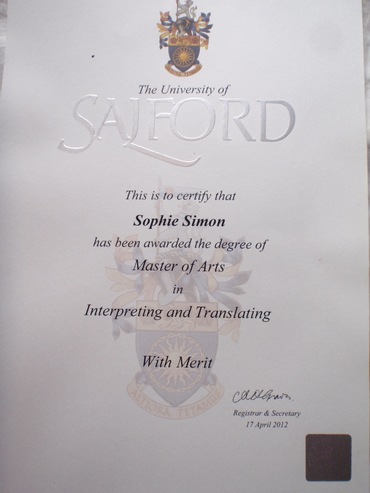 The University of
SALFORD
This is to certify that
Sophie Simon
has been awarded the degree of
Master of Arts
in
Interpreting and Translating
With Merit
Registrar & Secretary
17 April 2012